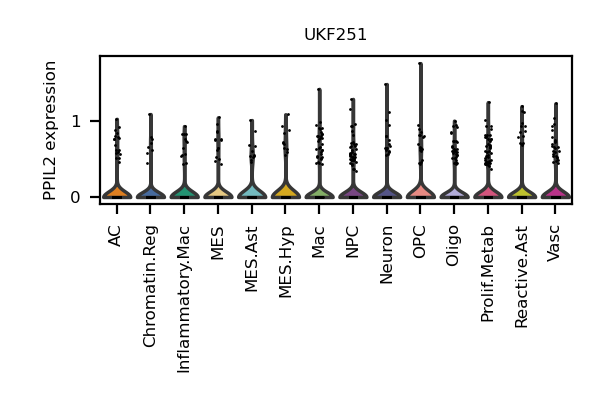 UKF251
PPIL2 expression
1
0
AC
Chromatin.Reg
Inflammatory.Mac
MES
MES.Ast
MES.Hyp
Mac
NPC
Neuron
OPC
Oligo
Prolif.Metab
Reactive.Ast
Vasc